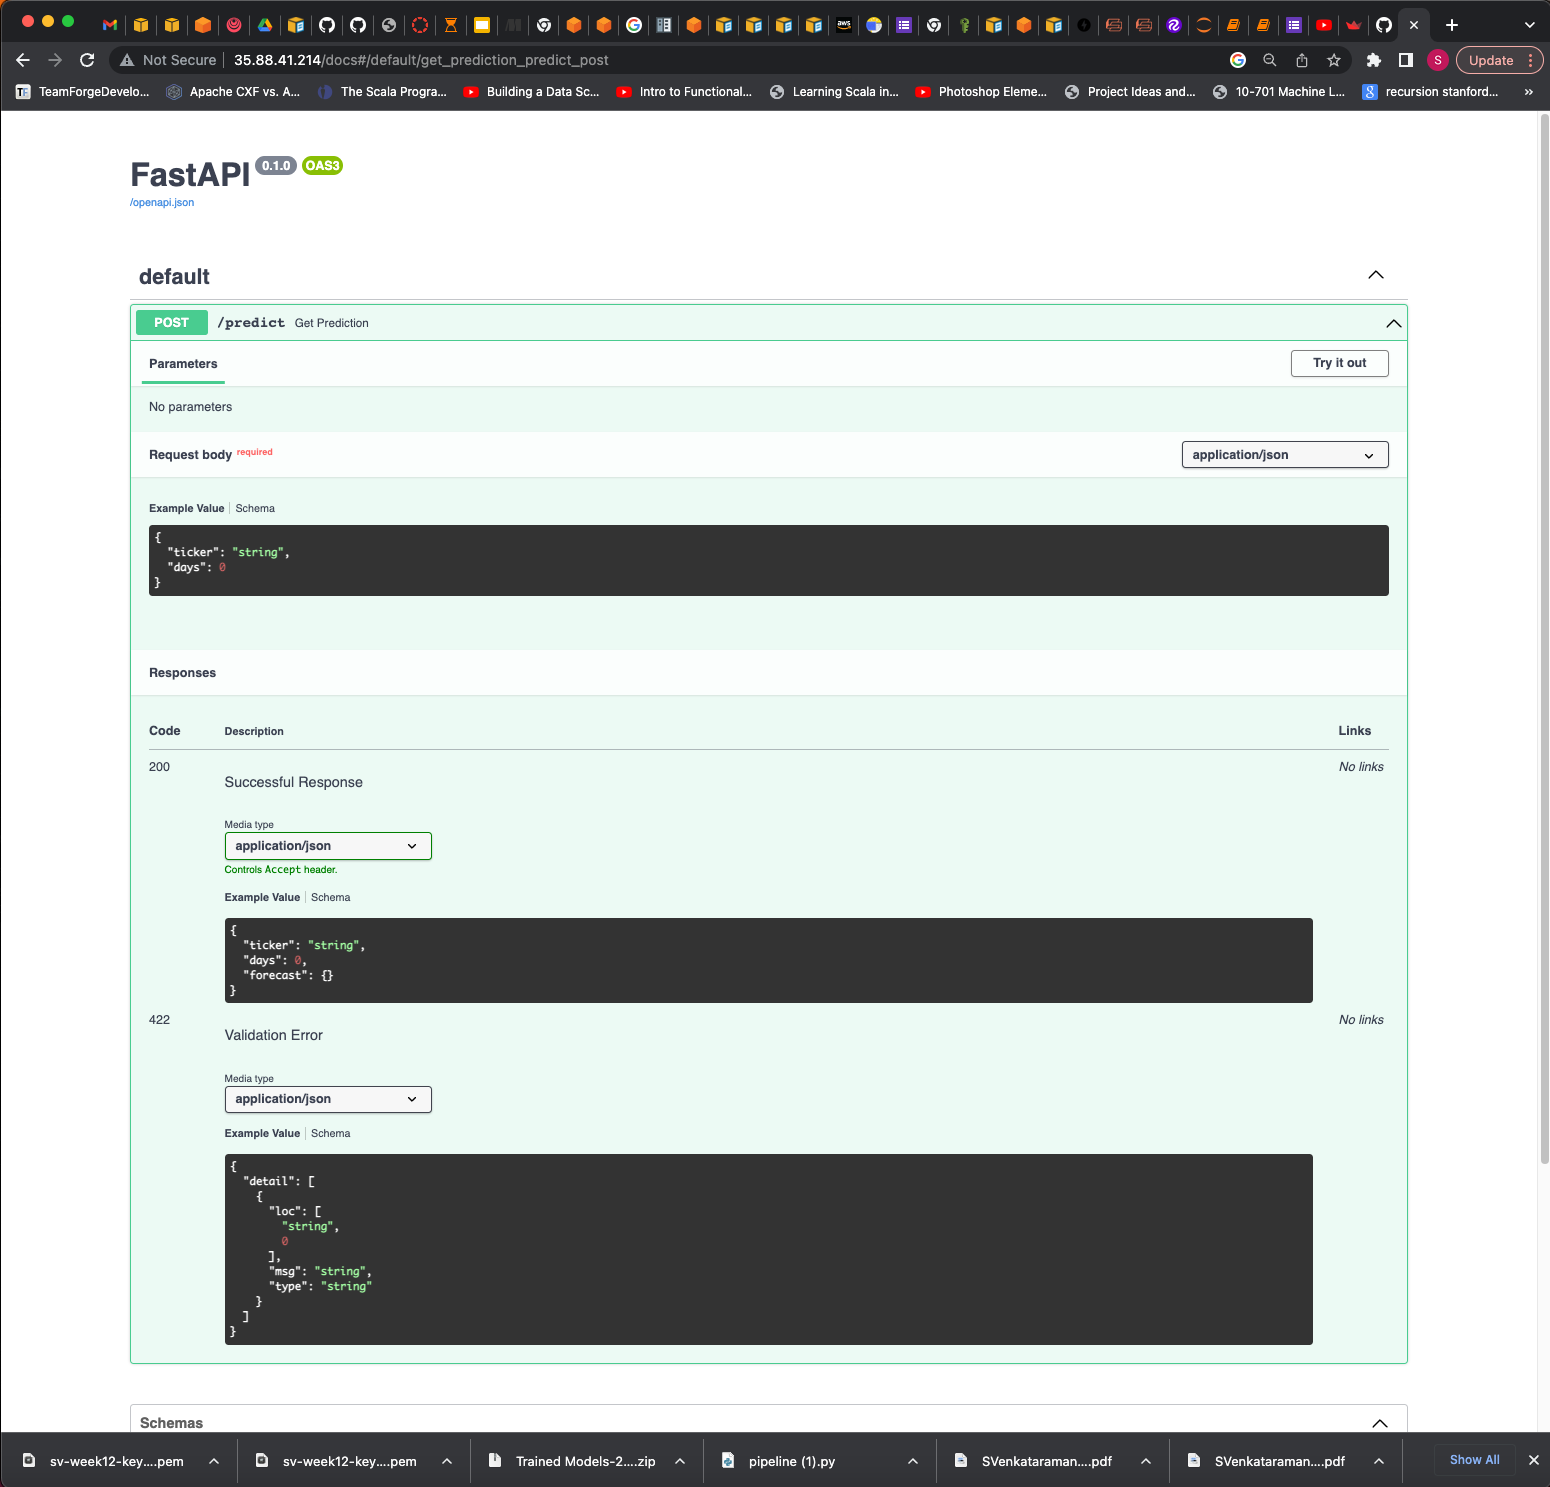 Not Secure | 35.88.41.214/docs#/default/get_prediction_predict_post
S
Update
TeamForgeDevelo...
Apache CXF vs. A...
The Scala Progra...
Building a Data Sc...
Intro to Functional...
Learning Scala in...
Photoshop Eleme...
Project Ideas and...
10-701 Machine L...
recursion stanford...
»
FastAPI 0.1.0 OAS3
/openapi.json
default
POST /predict Get Prediction
Parameters
Try it out
No parameters
Request body required
application/json
Example Value | Schema
{
"ticker": "string",
"days": 0
}
Responses
Code Description Links
200
Successful Response
No links
Media type
application/json
Controls Accept header.
Example Value | Schema
{
"ticker": "string",
"days": 0,
"forecast": {}
}
422
Validation Error
No links
Media type
application/json
Example Value | Schema
{
"detail": [
{
"loc": [
"string",
0
],
"msg": "string",
"type": "string"
}
]
}
Schemas
sv-week12-key....pem
sv-week12-key....pem
Trained Models-2....zip
pipeline (1).py
SVenkataraman....pdf
SVenkataraman....pdf
Show All